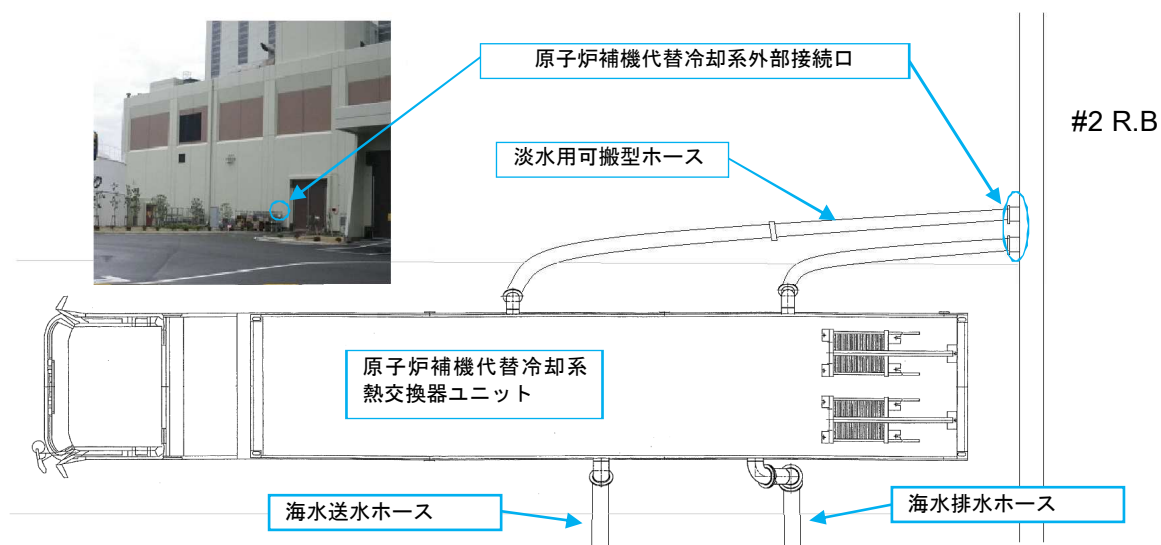 原子炉補機代替冷却系外部接続口
#2 R.B
淡水用可搬型ホース
原子炉補機代替冷却系
熱交換器ユニット
海水送水ホース
海水排水ホース